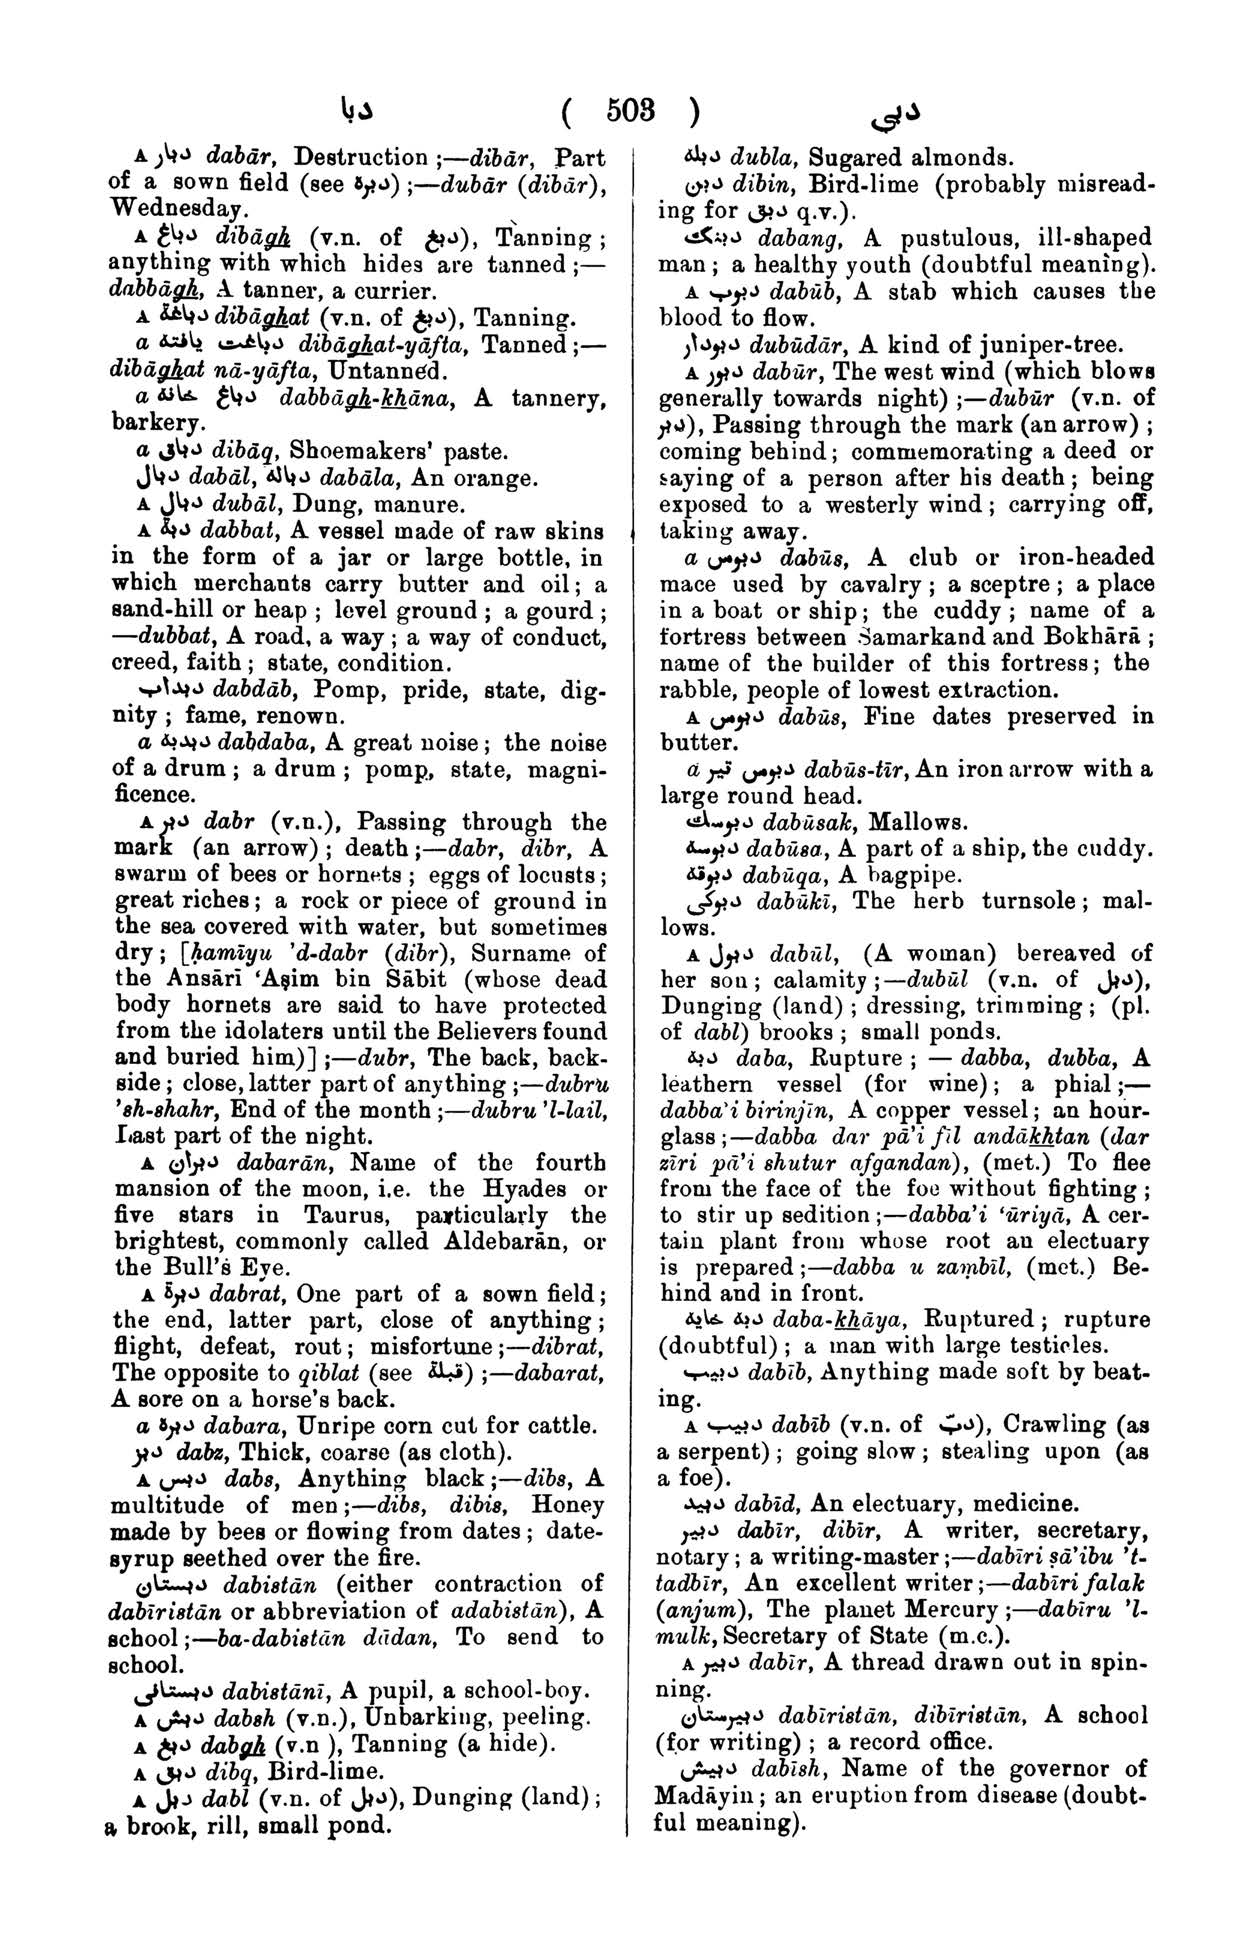 دبا ( 503 ) دبی
A دبار dabār, Destruction ;—dibār, Part
of a sown field (see دبرة) ;—dubār (dibār),
Wednesday.
A دباغ dibāgh (v.n. of دبغ), Tanning ;
anything with which hides are tanned ;—
dabbāgh, A tanner, a currier.
A دباغة dibāghat (v.n. of دبغ), Tanning.
a دباغت يافته dibāghat-yāfta, Tanned ;—
dibāghat nā-yāfta, Untanned.
a دباغ خانه dabbāgh-khāna, A tannery,
barkery.
a دباق dibāq, Shoemakers' paste.
دبال dabāl, دباله dabāla, An orange.
A دبال dubāl, Dung, manure.
A دبة dabbat, A vessel made of raw skins
in the form of a jar or large bottle, in
which merchants carry butter and oil ; a
sand-hill or heap ; level ground ; a gourd ;
—dubbat, A road, a way ; a way of conduct,
creed, faith ; state, condition.
دبداب dabdāb, Pomp, pride, state, dig-
nity ; fame, renown.
a دبدبه dabdaba, A great noise ; the noise
of a drum ; a drum ; pomp, state, magni-
ficence.
A دبر dabr (v.n.), Passing through the
mark (an arrow) ; death ;—dabr, dibr, A
swarm of bees or hornets ; eggs of locusts ;
great riches ; a rock or piece of ground in
the sea covered with water, but sometimes
dry ; [ḥamīyu 'd-dabr (dibr), Surname of
the Ansārī ‘Aṣim bin Sābit (whose dead
body hornets are said to have protected
from the idolaters until the Believers found
and buried him)] ;—dubr, The back, back-
side ; close, latter part of anything ;—dubru
'sh-shahr, End of the month ;—dubru 'l-lail,
Last part of the night.
A دبران dabarān, Name of the fourth
mansion of the moon, i.e. the Hyades or
five stars in Taurus, particularly the
brightest, commonly called Aldebarān, or
the Bull's Eye.
A دبرة dabrat, One part of a sown field ;
the end, latter part, close of anything ;
flight, defeat, rout ; misfortune ;—dibrat,
The opposite to qiblat (see قبلة) ;—dabarat,
A sore on a horse's back.
a دبره dabara, Unripe corn cut for cattle.
دبز dabz, Thick, coarse (as cloth).
A دبس dabs, Anything black ;—dibs, A
multitude of men ;—dibs, dibis, Honey
made by bees or flowing from dates ; date-
syrup seethed over the fire.
دبستان dabistān (either contraction of
dabīristān or abbreviation of adabistān), A
school ;—ba-dabistān dādan, To send to
school.
دبستانی dabistānī, A pupil, a school-boy.
A دبش dabsh (v.n.), Unbarking, peeling.
A دبغ dabgh (v.n ), Tanning (a hide).
A دبق dibq, Bird-lime.
A دبل dabl (v.n. of دبل), Dunging (land) ;
a brook, rill, small pond.
دبله dubla, Sugared almonds.
دبن dibin, Bird-lime (probably misread-
ing for دبق q.v.).
دبنگ dabang, A pustulous, ill-shaped
man ; a healthy youth (doubtful meaning).
A دبوب dabūb, A stab which causes the
blood to flow.
دبودار dubūdār, A kind of juniper-tree.
A دبور dabūr, The west wind (which blows
generally towards night) ;—dubūr (v.n. of
دبر), Passing through the mark (an arrow) ;
coming behind ; commemorating a deed or
saying of a person after his death ; being
exposed to a westerly wind ; carrying off,
taking away.
a دبوس dabūs, A club or iron-headed
mace used by cavalry ; a sceptre ; a place
in a boat or ship ; the cuddy ; name of a
fortress between Samarkand and Bokhārā ;
name of the builder of this fortress ; the
rabble, people of lowest extraction.
A دبوس dabūs, Fine dates preserved in
butter.
a دبوس تير dabūs-tīr, An iron arrow with a
large round head.
دبوسك dabūsak, Mallows.
دبوسه dabūsa, A part of a ship, the cuddy.
دبوقه dabūqa, A bagpipe.
دبوکی dabūkī, The herb turnsole ; mal-
lows.
A دبول dabūl, (A woman) bereaved of
her son ; calamity ;—dubūl (v.n. of دبل),
Dunging (land) ; dressing, trimming ; (pl.
of dabl) brooks ; small ponds.
دبه daba, Rupture ; — dabba, dubba, A
leathern vessel (for wine) ; a phial ;—
dabba'i birinjīn, A copper vessel ; an hour-
glass ;—dabba dar pā'i fīl andākhtan (dar
zīri pā'i shutur afgandan), (met.) To flee
from the face of the foe without fighting ;
to stir up sedition ;—dabba'i ‘ūriyā, A cer-
tain plant from whose root an electuary
is prepared ;—dabba u zambīl, (met.) Be-
hind and in front.
دبه خايه daba-khāya, Ruptured ; rupture
(doubtful) ; a man with large testicles.
دبيب dabīb, Anything made soft by beat-
ing.
A دبيب dabīb (v.n. of دبّ), Crawling (as
a serpent) ; going slow ; stealing upon (as
a foe).
دبيد dabīd, An electuary, medicine.
دبير dabīr, dibīr, A writer, secretary,
notary ; a writing-master ;—dabīri ṣā'ibu 't-
tadbīr, An excellent writer ;—dabīri falak
(anjum), The planet Mercury ;—dabīru 'l-
mulk, Secretary of State (m.c.).
A دبير dabīr, A thread drawn out in spin-
ning.
دبيرستان dabīristān, dibīristān, A school
(for writing) ; a record office.
دبيش dabīsh, Name of the governor of
Madāyin ; an eruption from disease (doubt-
ful meaning).